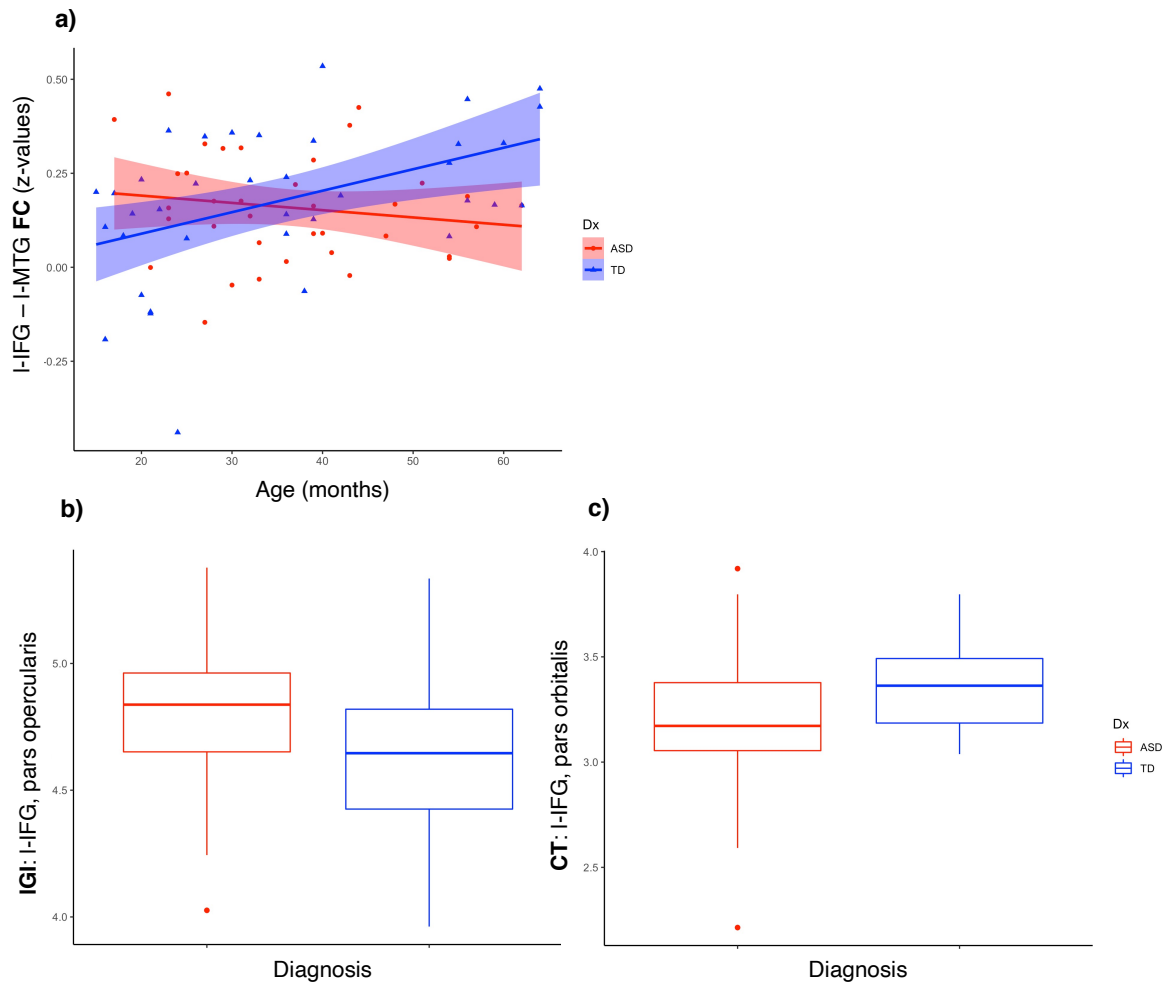 a)
l-IFG – l-MTG FC (z-values)
0.50
0.25
0.00
-0.25
20 30 40 50 60
Age (months)
Dx
ASD
TD
b)
lGI: l-IFG, pars opercularis
5.0
4.5
4.0
Diagnosis
c)
CT: l-IFG, pars orbitalis
4.0
3.5
3.0
2.5
Diagnosis
Dx
ASD
TD